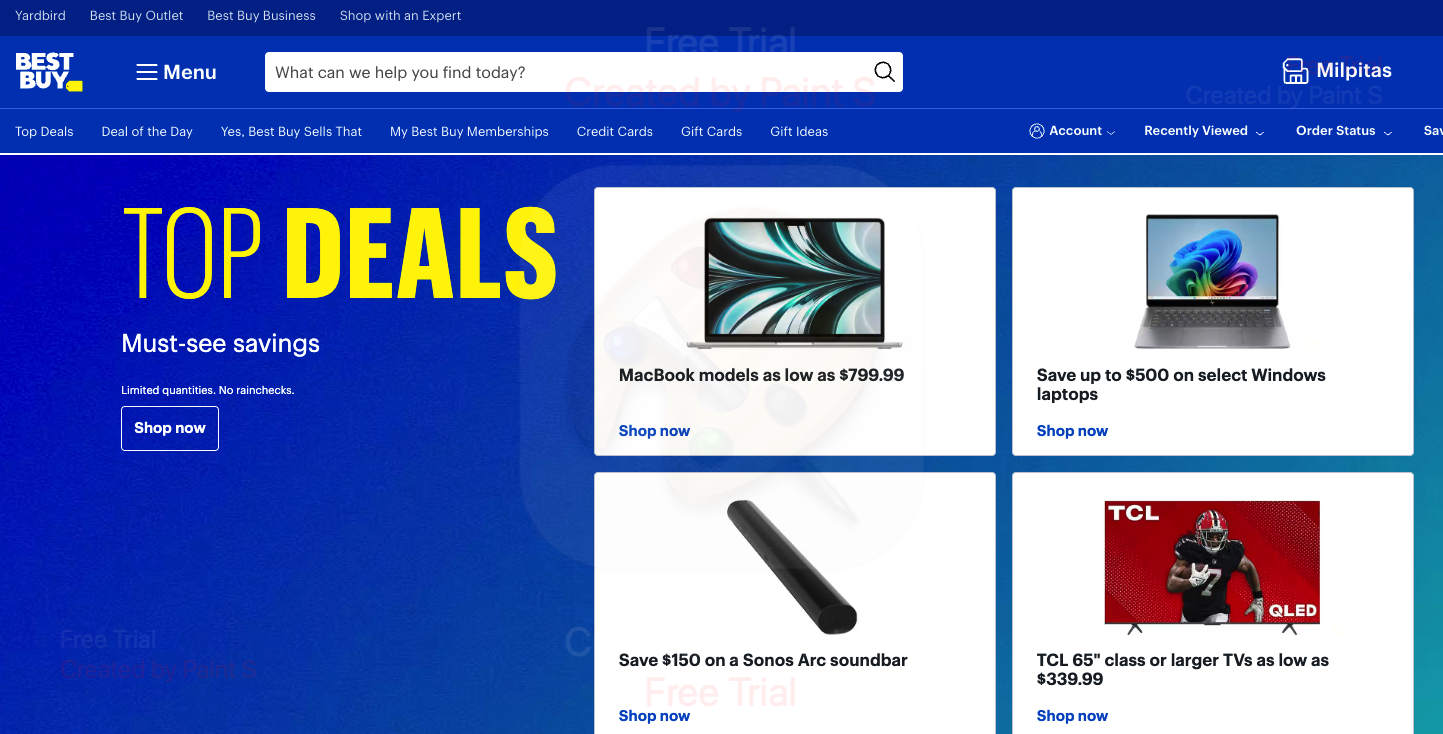 Yardbird Best Buy Outlet Best Buy Business Shop with an Expert
Free Trial
BEST
BUY
Menu
What can we help you find today?
Milpitas
Created by Paint S
Created by Paint S
Top Deals Deal of the Day Yes, Best Buy Sells That My Best Buy Memberships Credit Cards Gift Cards Gift Ideas Account Recently Viewed Order Status Sav
TOP DEALS
Must-see savings
Limited quantities. No rainchecks.
Shop now
MacBook models as low as $799.99
Shop now
Save up to $500 on select Windows
laptops
Shop now
Save $150 on a Sonos Arc soundbar
Shop now
TCL
7
QLED
TCL 65" class or larger TVs as low as
$339.99
Shop now
Free Trial
Created by Paint S
C
Free Trial